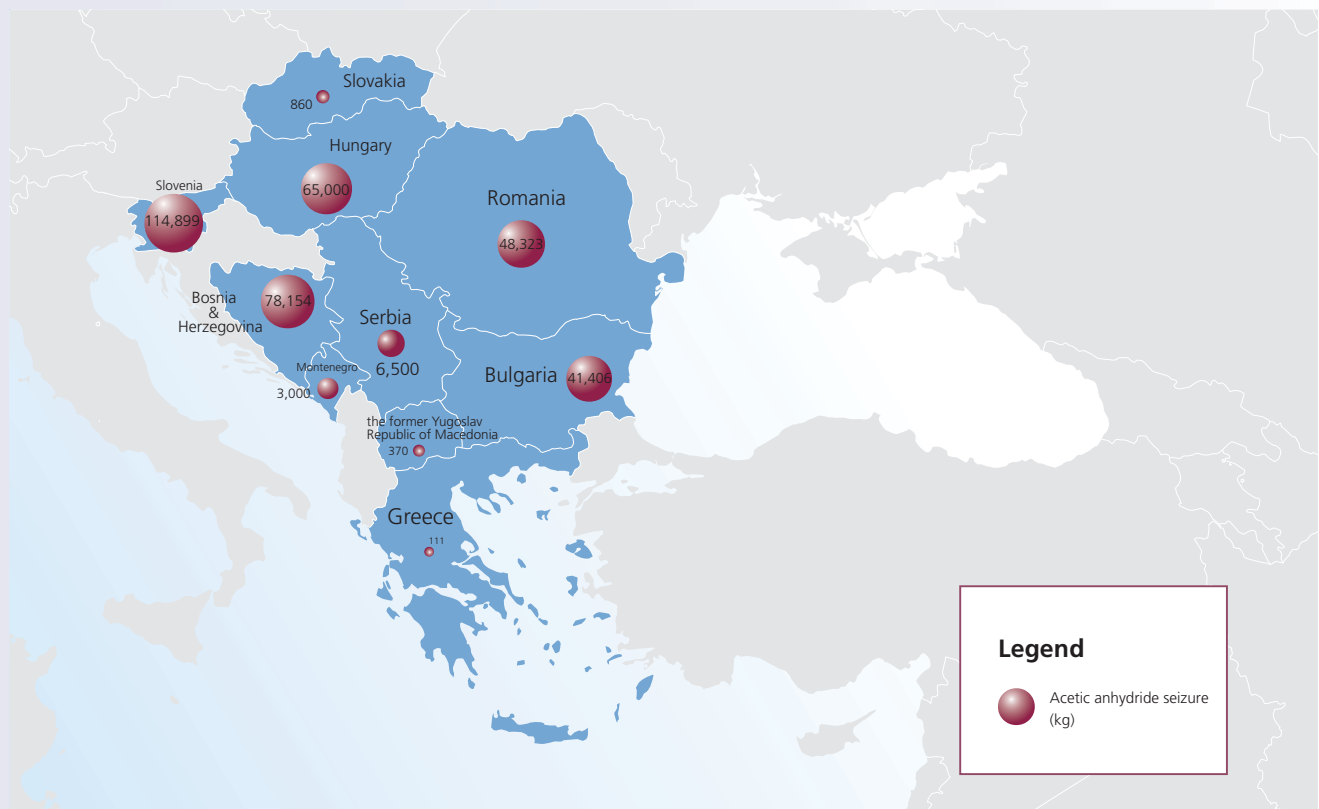 Slovakia
860
Hungary
65,000
Slovenia
114,899
Romania
48,323
Bosnia
&
Herzegovina
78,154
Serbia
6,500
Montenegro
3,000
Bulgaria
41,406
the former Yugoslav
Republic of Macedonia
370
Greece
111
Legend
Acetic anhydride seizure
(kg)